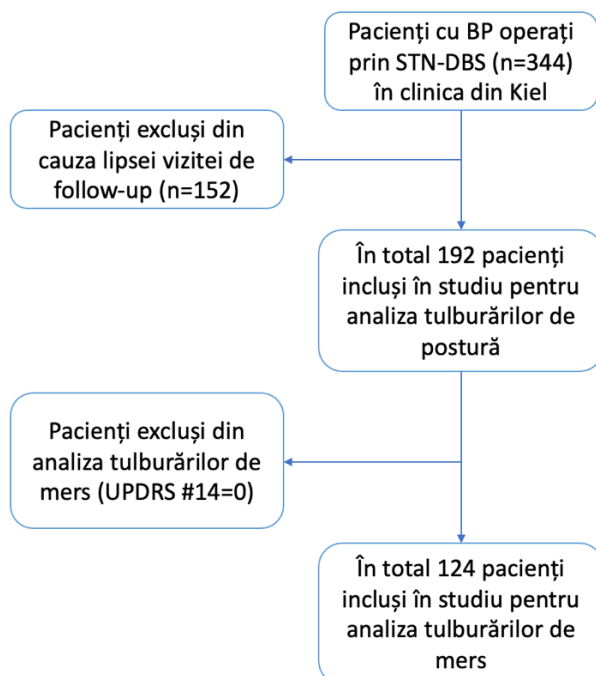 Pacienți cu BP operați
prin STN-DBS (n=344)
în clinica din Kiel
Pacienți excluși din
cauza lipsei vizitei de
follow-up (n=152)
În total 192 pacienți
incluși în studiu pentru
analiza tulburărilor de
postură
Pacienți excluși din
analiza tulburărilor de
mers (UPDRS #14=0)
În total 124 pacienți
incluși în studiu pentru
analiza tulburărilor de
mers